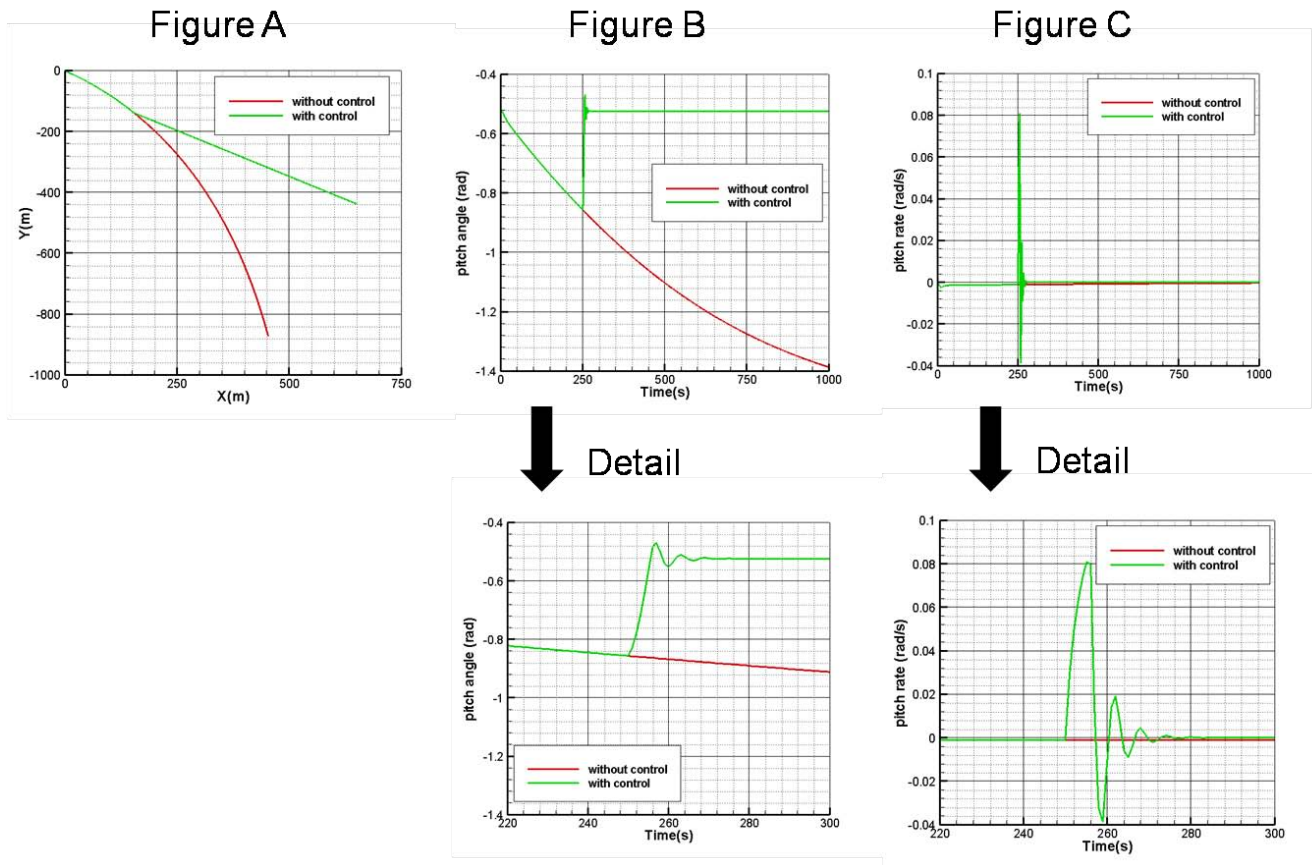 Figure A
Figure B
Figure C
0
-200
-400
-600
-800
-1000
Y(m)
0
250
500
750
X(m)
without control
with control
-0.4
-0.6
-0.8
-1
-1.2
-1.4
pitch angle (rad)
0
250
500
750
1000
Time(s)
without control
with control
0.1
0.08
0.06
0.04
0.02
0
-0.02
-0.04
pitch rate (rad/s)
0
250
500
750
1000
Time(s)
without control
with control
Detail
Detail
-0.4
-0.6
-0.8
-1
-1.2
-1.4
pitch angle (rad)
220
240
260
280
300
Time(s)
without control
with control
0.1
0.08
0.06
0.04
0.02
0
-0.02
-0.04
pitch rate (rad/s)
220
240
260
280
300
Time(s)
without control
with control